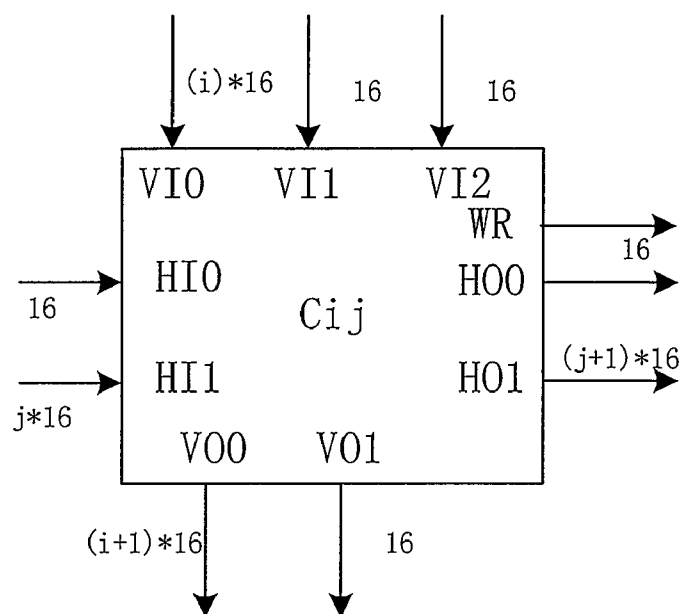 (i)*16 16 16
VI0 VI1 VI2
WR
16
HI0 HO0
16
Cij
(j+1)*16
HI1 HO1
j*16
VO0 VO1
(i+1)*16 16